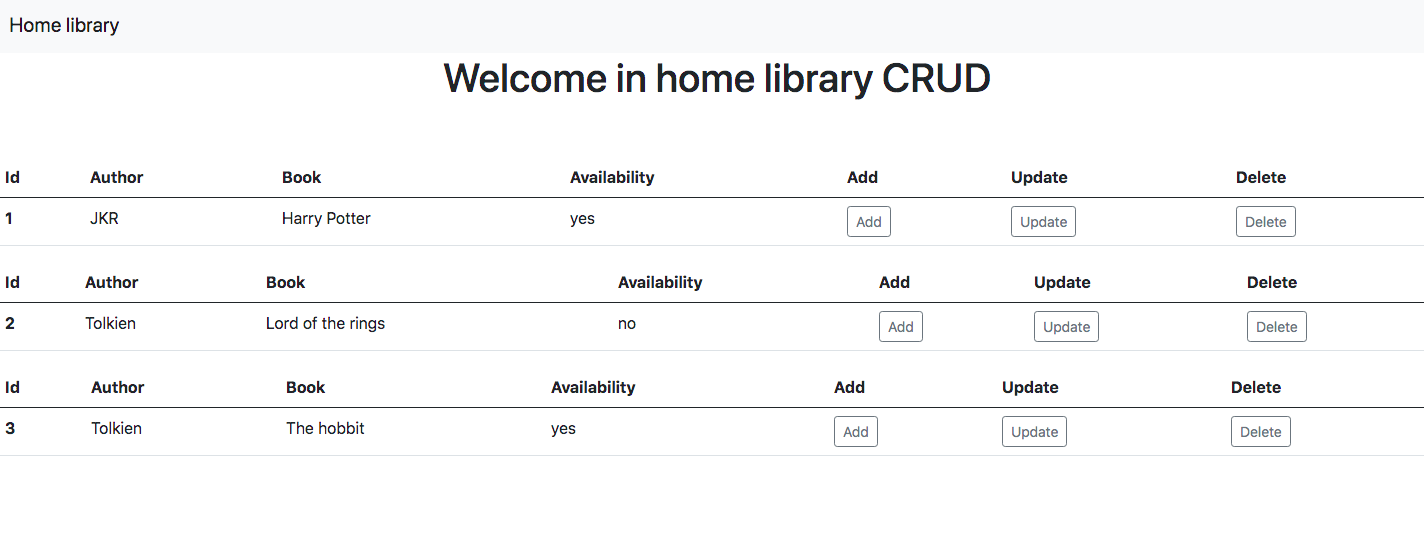 Home library
Welcome in home library CRUD
Id Author Book Availability Add Update Delete
1 JKR Harry Potter yes Add Update Delete
Id Author Book Availability Add Update Delete
2 Tolkien Lord of the rings no Add Update Delete
Id Author Book Availability Add Update Delete
3 Tolkien The hobbit yes Add Update Delete